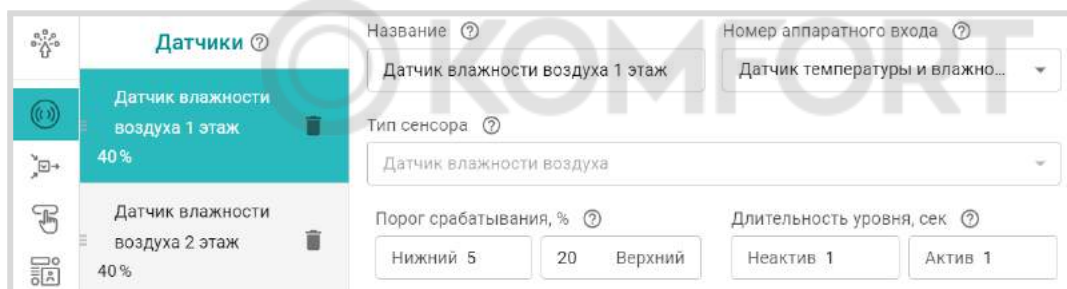 © KOMFORT
Датчики
Датчик влажности
воздуха 1 этаж
40 %
Датчик влажности
воздуха 2 этаж
40 %
Название
Номер аппаратного входа
Датчик влажности воздуха 1 этаж
Датчик температуры и влажно...
Тип сенсора
Датчик влажности воздуха
Порог срабатывания, %
Длительность уровня, сек
Нижний 5
20 Верхний
Неактив 1
Актив 1